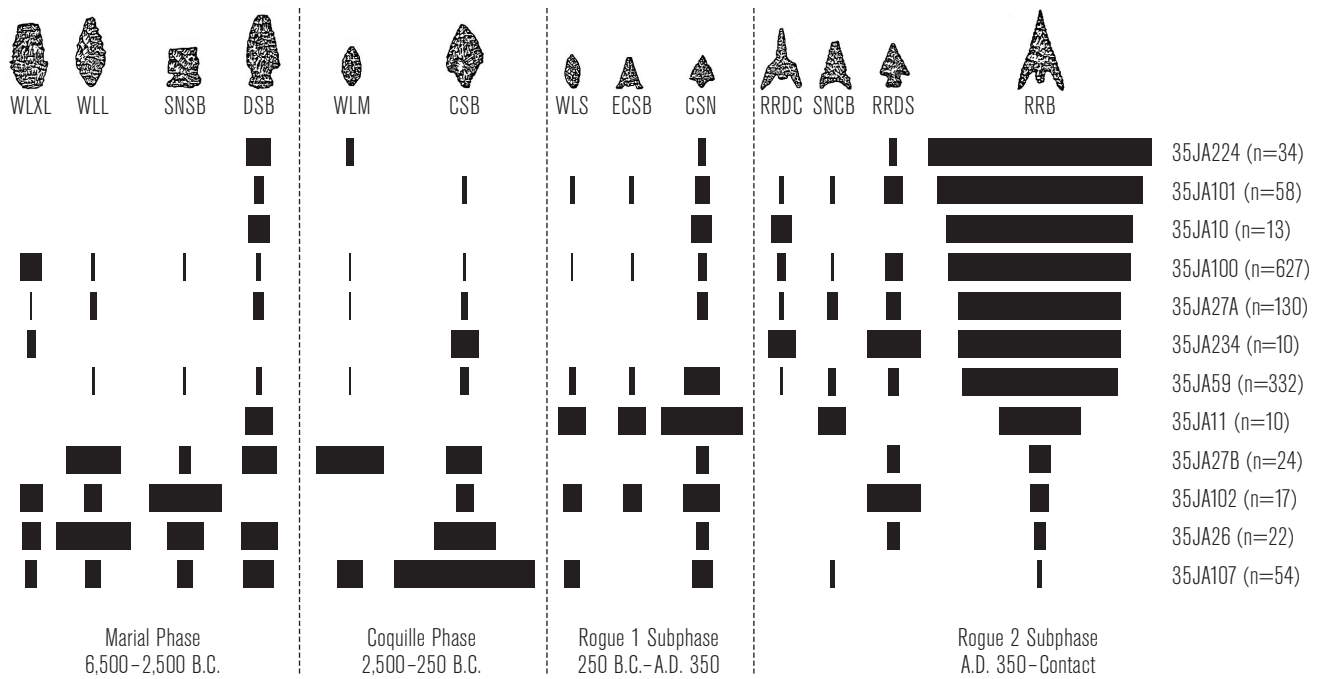 WLXL WLL SNSB DSB WLM CSB WLS ECSB CSN RRDC SNCB RRDS RRB
35JA224 (n=34)
35JA101 (n=58)
35JA10 (n=13)
35JA100 (n=627)
35JA27A (n=130)
35JA234 (n=10)
35JA59 (n=332)
35JA11 (n=10)
35JA27B (n=24)
35JA102 (n=17)
35JA26 (n=22)
35JA107 (n=54)
Marial Phase
6,500–2,500 B.C.
Coquille Phase
2,500–250 B.C.
Rogue 1 Subphase
250 B.C.–A.D. 350
Rogue 2 Subphase
A.D. 350–Contact